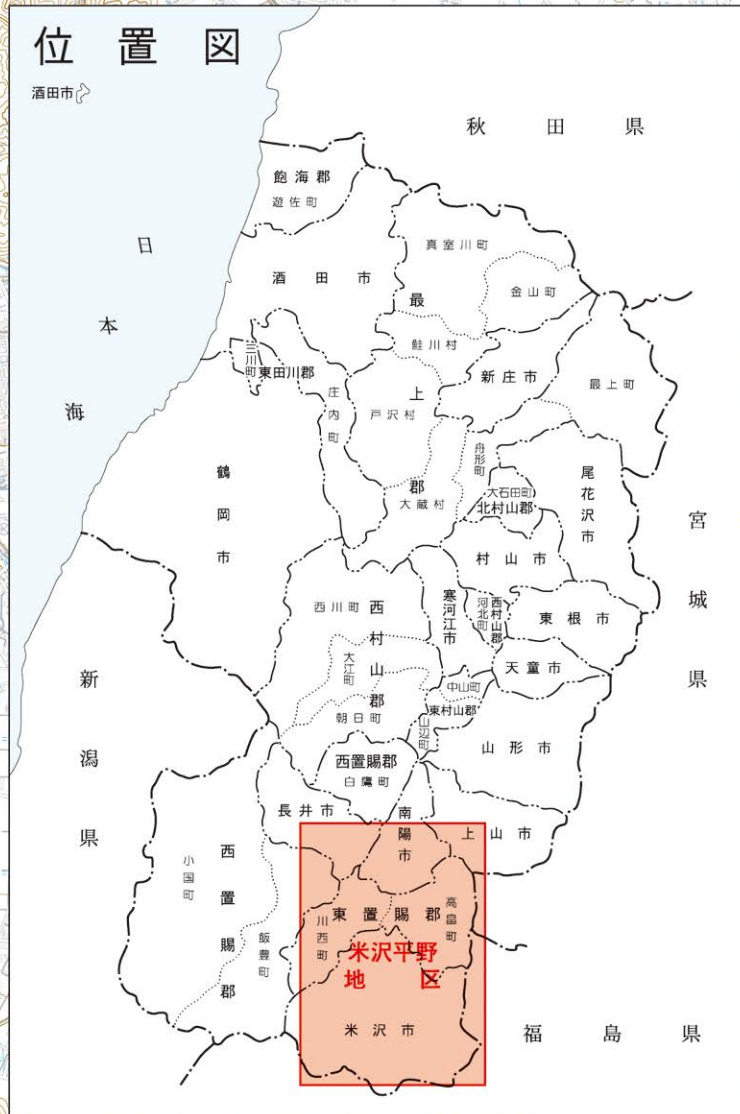 位置図
酒田市
秋田県
飽海郡
遊佐町
日本海
真室川町
酒田市
最上郡
金山町
鮭川村
三川町
東田川郡
庄内町
新庄市
最上町
戸沢村
舟形町
尾花沢市
大石田町
北村山郡
大蔵村
鶴岡市
宮城県
村山市
西川町
西村山郡
寒河江市
河北町
西村山郡
東根市
大江町
天童市
中山町
東村山郡
朝日町
山辺町
山形市
新潟県
西置賜郡
白鷹町
長井市
南陽市
上山市
小国町
西置賜郡
飯豊町
川西町
東置賜郡
高畠町
米沢平野
地区
米沢市
福島県